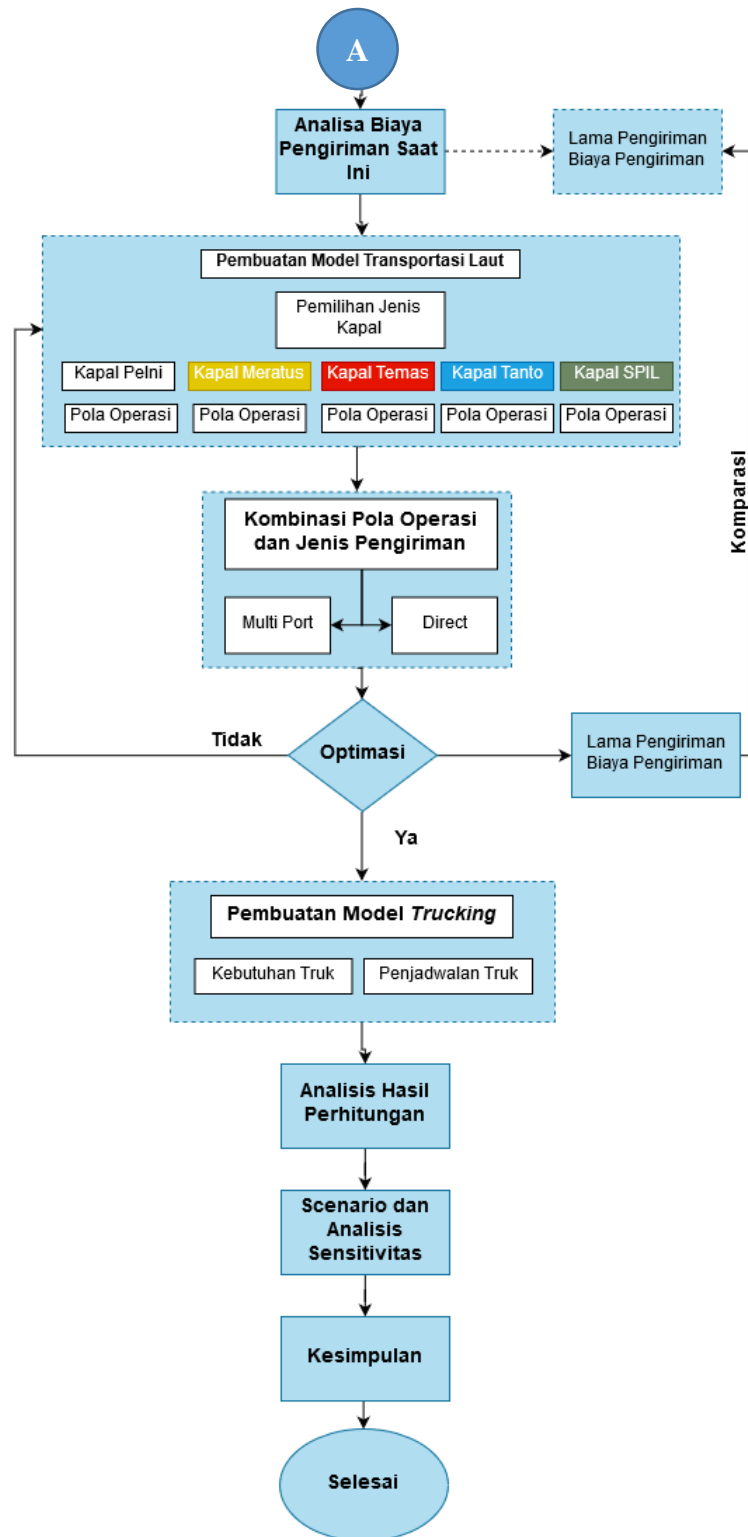 A
Analisa Biaya
Pengiriman Saat
Ini
Lama Pengiriman
Biaya Pengiriman
Pembuatan Model Transportasi Laut
Pemilihan Jenis
Kapal
Kapal Pelni
Kapal Meratus
Kapal Temas
Kapal Tanto
Kapal SPIL
Pola Operasi
Pola Operasi
Pola Operasi
Pola Operasi
Pola Operasi
Komparasi
Kombinasi Pola Operasi
dan Jenis Pengiriman
Multi Port
Direct
Tidak
Optimasi
Lama Pengiriman
Biaya Pengiriman
Ya
Pembuatan Model Trucking
Kebutuhan Truk
Penjadwalan Truk
Analisis Hasil
Perhitungan
Scenario dan
Analisis
Sensitivitas
Kesimpulan
Selesai